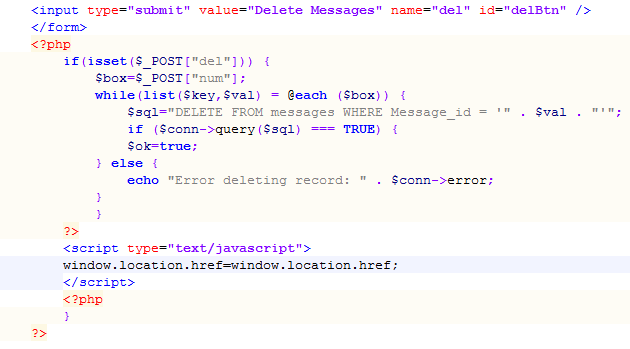 <input type="submit" value="Delete Messages" name="del" id="delBtn" />
</form>
<?php
if(isset($_POST["del"])) {
$box=$_POST["num"];
while(list($key,$val) = @each ($box)) {
$sql="DELETE FROM messages WHERE Message_id = '" . $val . "'";
if ($conn->query($sql) === TRUE) {
$ok=true;
} else {
echo "Error deleting record: " . $conn->error;
}
}
?>
<script type="text/javascript">
window.location.href=window.location.href;
</script>
<?php
}
?>